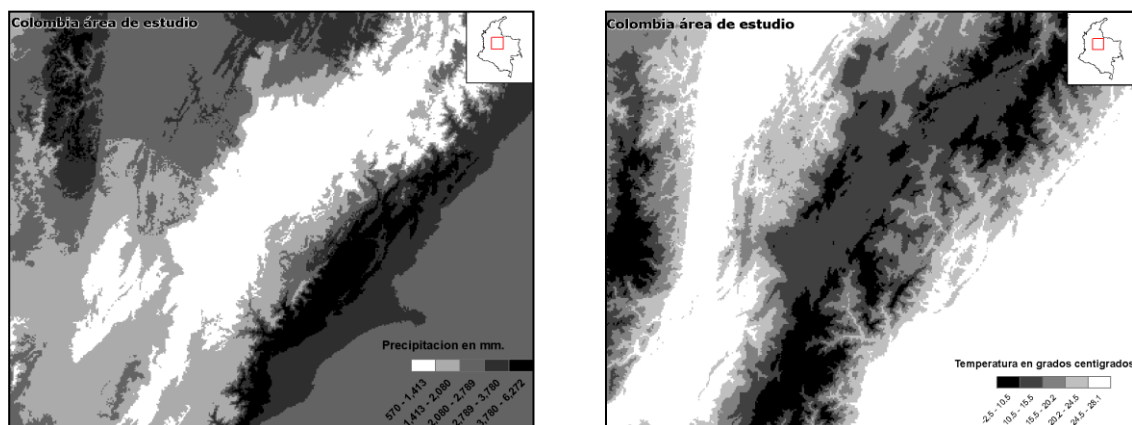 Colombia área de estudio
Precipitacion en mm.
570 - 1,413
1,413 - 2,080
2,080 - 2,789
2,789 - 3,780
3,780 - 6,272
Colombia área de estudio
Temperatura en grados centigrados
-2.5 - 10.5
10.5 - 15.5
15.5 - 20.2
20.2 - 24.5
24.5 - 29.1